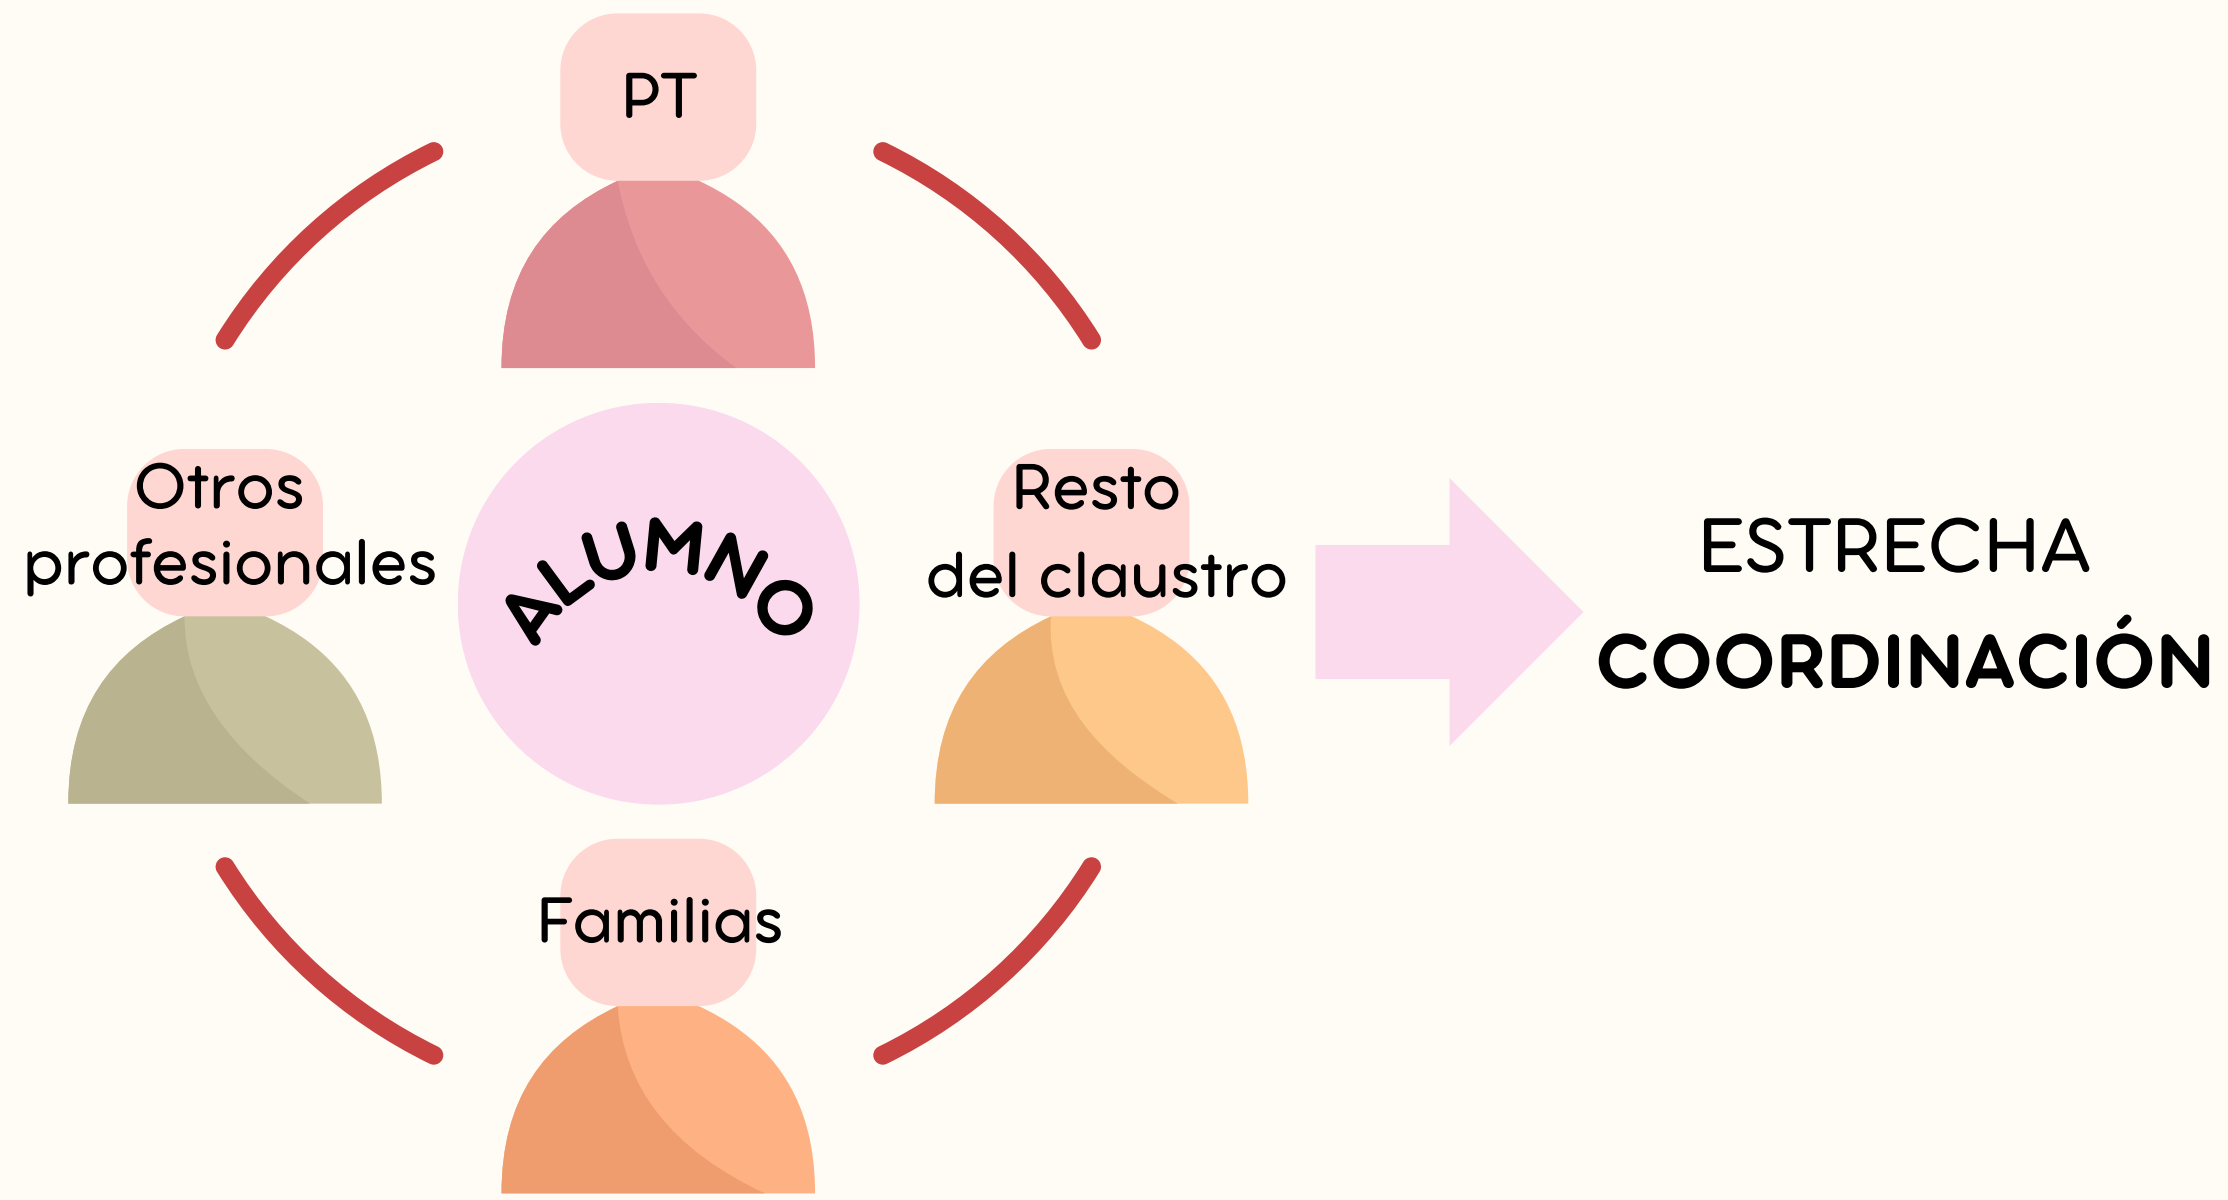 PT
Otros
profesionales
ALUMNO
Resto
del claustro
Familias
ESTRECHA
COORDINACIÓN